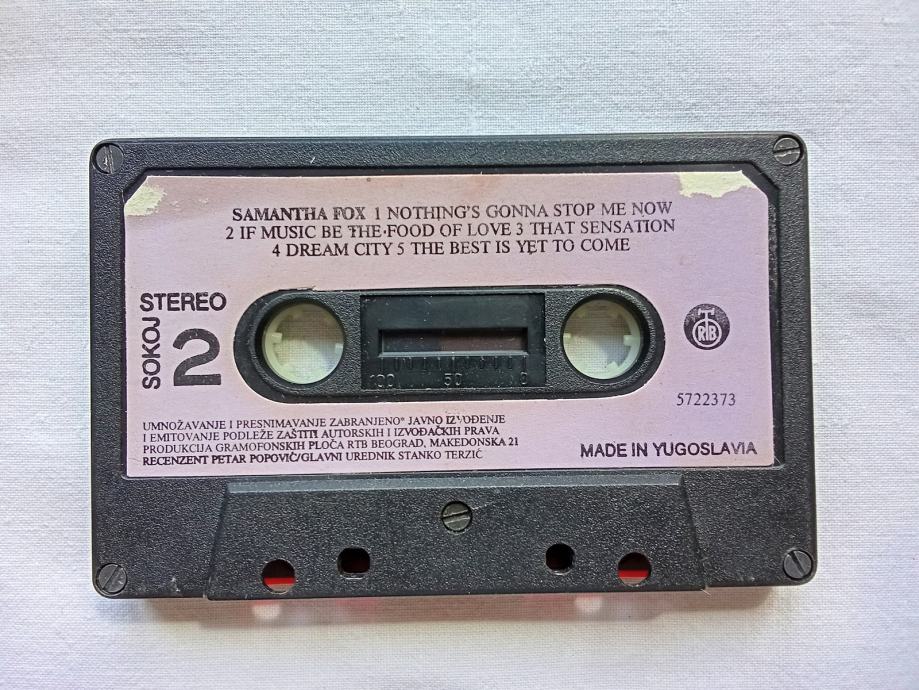 SAMANTHA FOX 1 NOTHING'S GONNA STOP ME NOW
2 IF MUSIC BE THE FOOD OF LOVE 3 THAT SENSATION
4 DREAM CITY 5 THE BEST IS YET TO COME
STEREO
SOKOJ
2
RTB
100 50 0
5722373
UMNOŽAVANJE I PRESNIMAVANJE ZABRANJENO* JAVNO IZVOĐENJE
I EMITOVANJE PODLEŽE ZAŠTITI AUTORSKIH I IZVOĐAČKIH PRAVA
PRODUKCIJA GRAMOFONSKIH PLOČA RTB BEOGRAD, MAKEDONSKA 21
RECENZENT PETAR POPOVIĆ/GLAVNI UREDNIK STANKO TERZIĆ
MADE IN YUGOSLAVIA